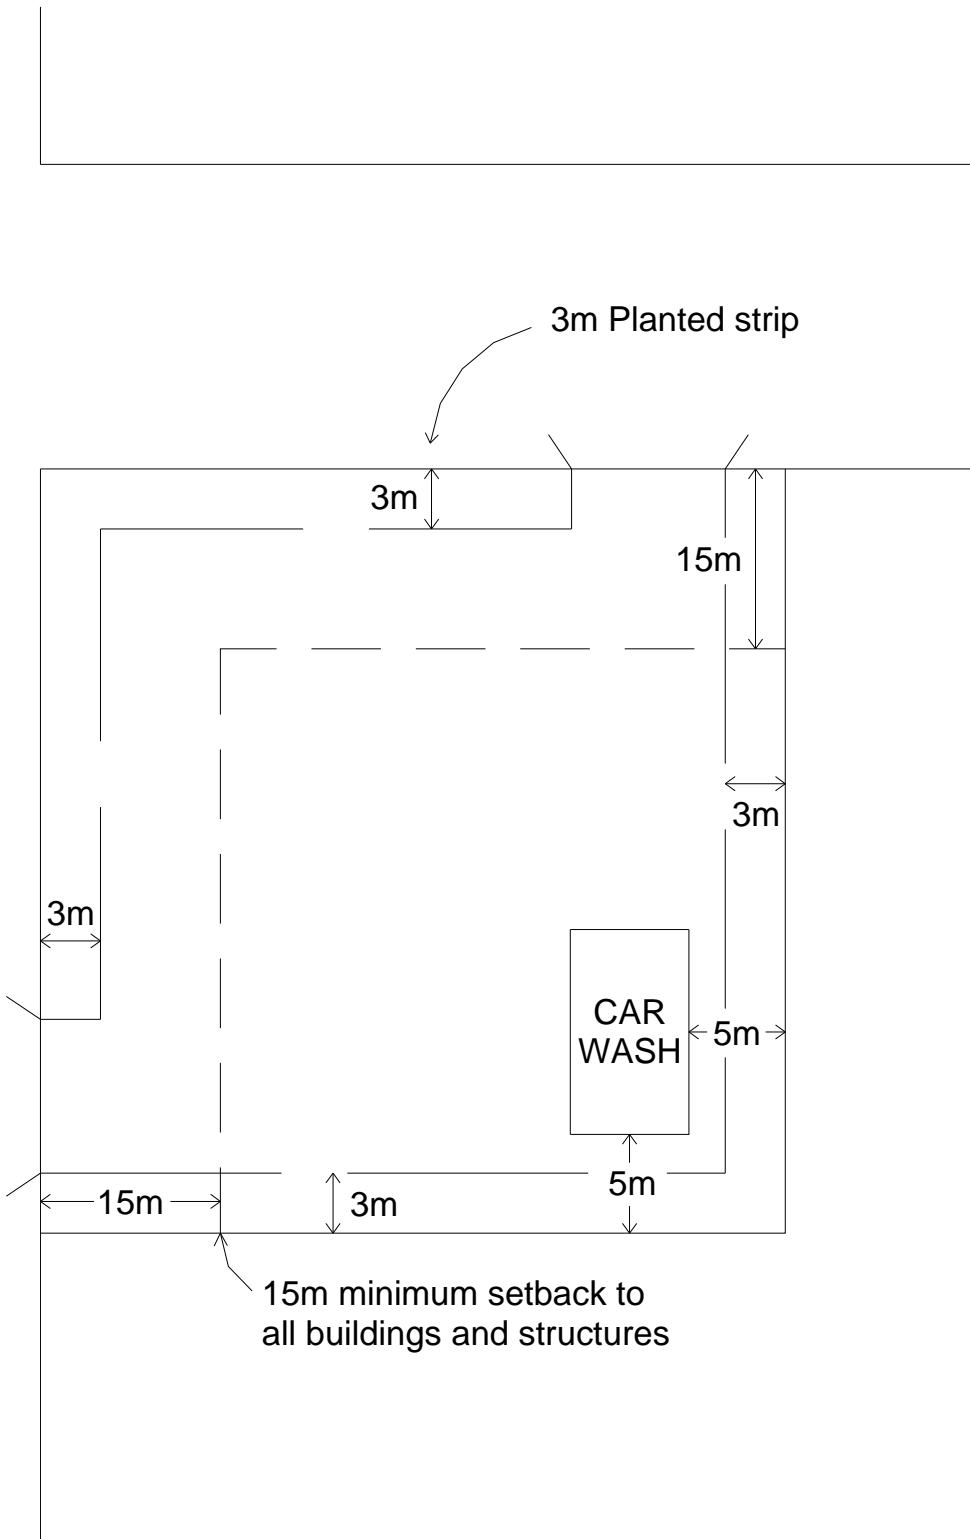 3m Planted strip
3m
15m
3m
3m
CAR
WASH
5m
5m
15m
3m
15m minimum setback to
all buildings and structures